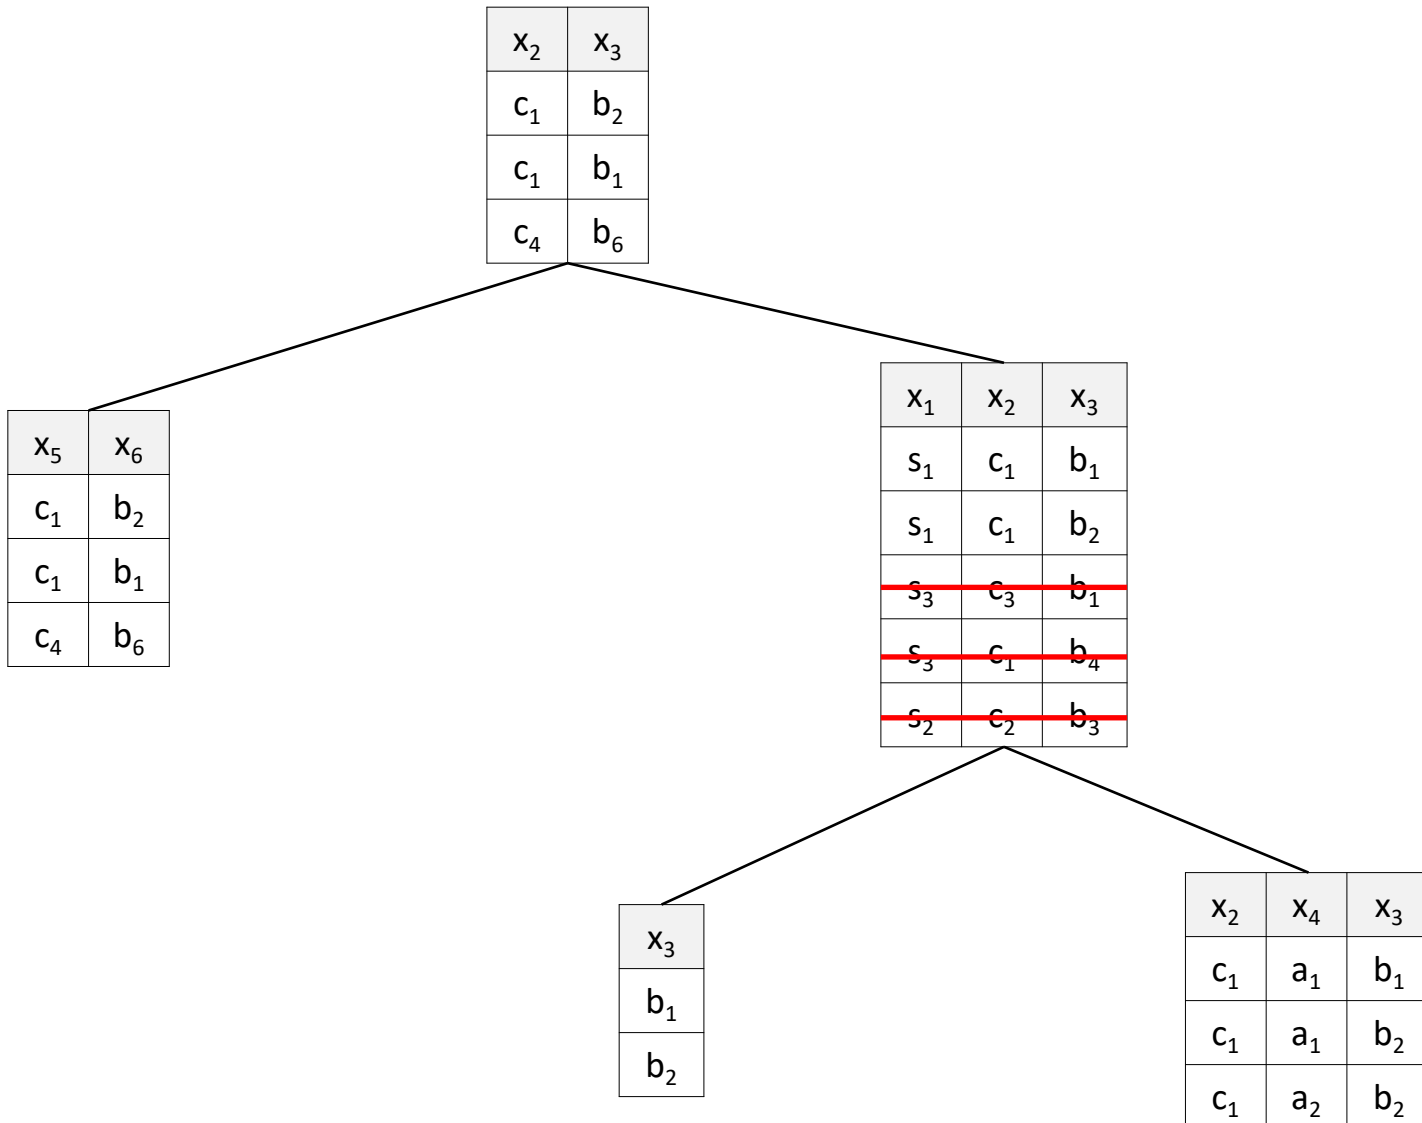 x₂ x₃
c₁ b₂
c₁ b₁
c₄ b₆
x₅ x₆
c₁ b₂
c₁ b₁
c₄ b₆
x₁ x₂ x₃
s₁ c₁ b₁
s₁ c₁ b₂
s₃ c₃ b₁
s₃ c₁ b₄
s₂ c₂ b₃
x₃
b₁
b₂
x₂ x₄ x₃
c₁ a₁ b₁
c₁ a₁ b₂
c₁ a₂ b₂